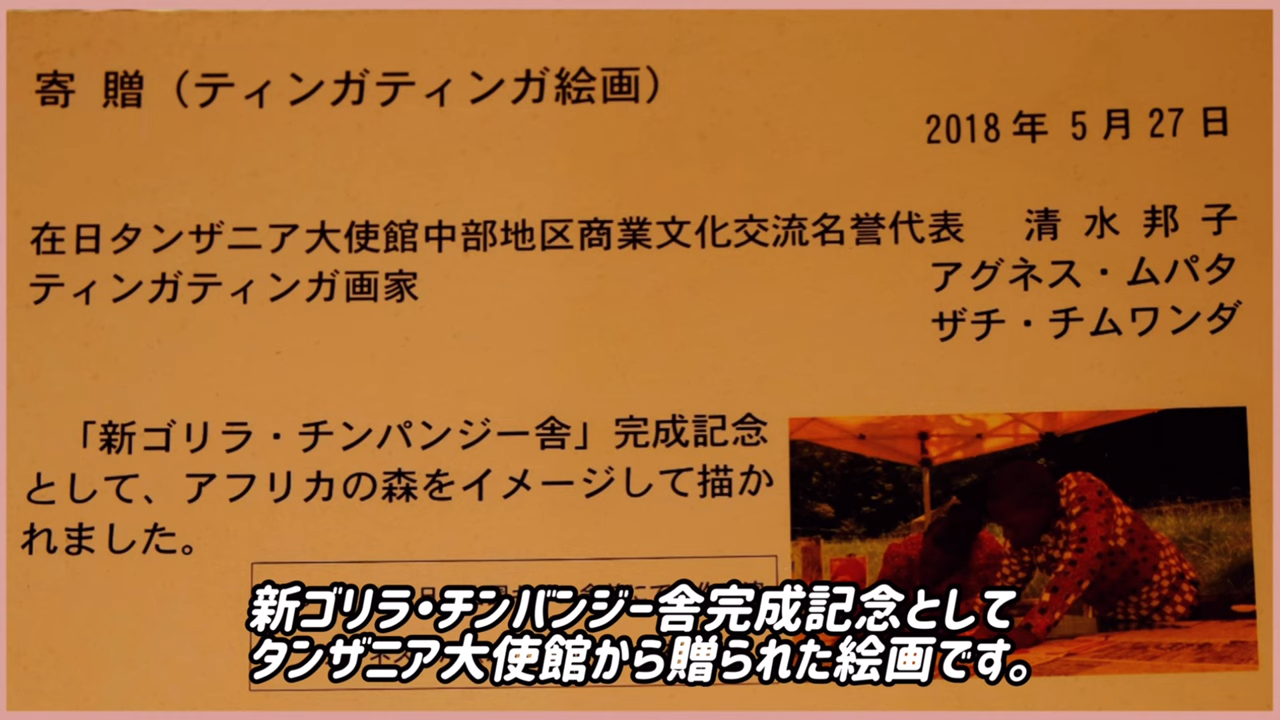 寄 贈（ティンガティンガ絵画）
2018 年 5 月 27 日
在日タンザニア大使館中部地区商業文化交流名誉代表 清 水 邦 子
ティンガティンガ画家 アグネス・ムパタ
ザチ・チムワンダ
「新ゴリラ・チンパンジー舎」完成記念
として、アフリカの森をイメージして描か
れました。
新ゴリラ・チンバンジー舎完成記念として
タンザニア大使館から贈られた絵画です。